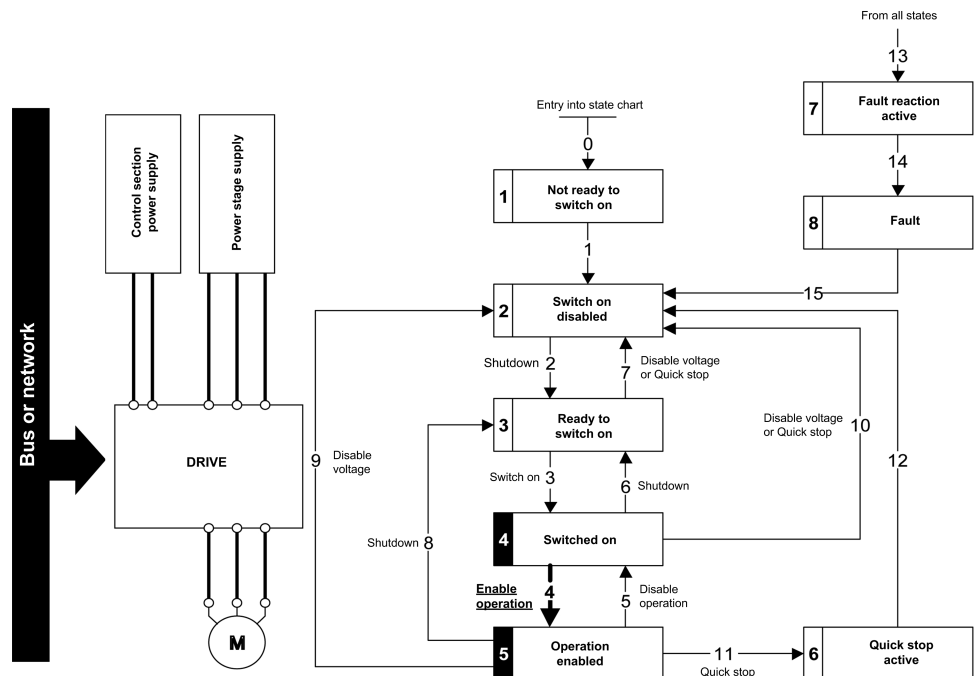 From all states
13
7
Fault reaction
active
14
8
Fault
15
Entry into state chart
0
1
Not ready to
switch on
1
2
Switch on
disabled
Shutdown 2
7
Disable voltage
or Quick stop
3
Ready to
switch on
Switch on 3
6 Shutdown
4
Switched on
Enable
operation
4
5
Disable
operation
5
Operation
enabled
11
Quick stop
6
Quick stop
active
Disable voltage
or Quick stop
10
12
9
Disable
voltage
Shutdown 8
Control section
power supply
Power stage supply
Bus or network
DRIVE
M